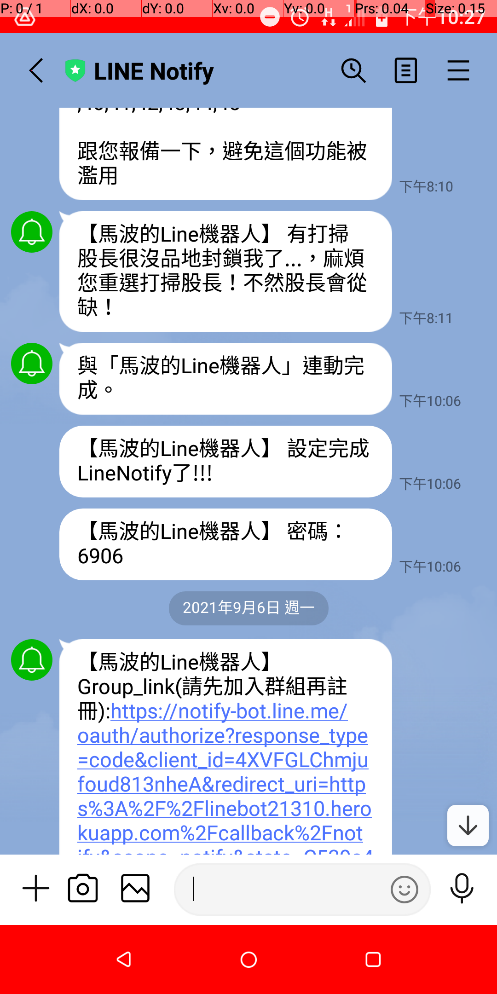 P: 0 / 1 dX: 0.0 dY: 0.0 Xv: 0.0 Yv: 0.0 Prs: 0.04 Size: 0.15
下午10:27
LINE Notify
跟您報備一下，避免這個功能被
濫用
下午8:10
【馬波的Line機器人】 有打掃
股長很沒品地封鎖我了...，麻煩
您重選打掃股長！不然股長會從
缺！
下午8:11
與「馬波的Line機器人」連動完
成。
下午10:06
【馬波的Line機器人】 設定完成
LineNotify了!!!
下午10:06
【馬波的Line機器人】 密碼：
6906
下午10:06
2021年9月6日 週一
【馬波的Line機器人】
Group_link(請先加入群組再註
冊):https://notify-bot.line.me/
oauth/authorize?response_type
=code&client_id=4XVFGLChmju
foud813nheA&redirect_uri=http
s%3A%2F%2Flinebot21310.hero
kuapp.com%2Fcallback%2Fnot